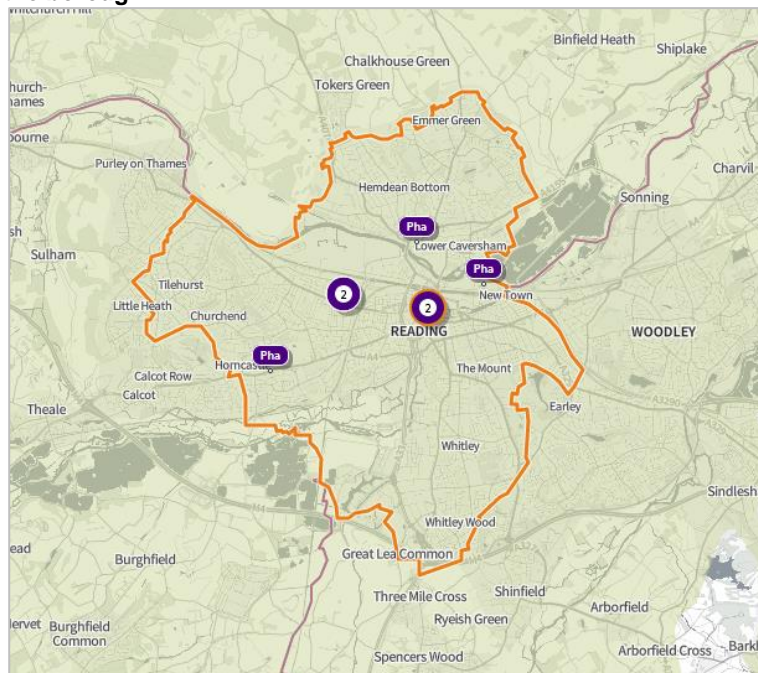 Binfield Heath
Shiplake
Chalkhouse Green
Tokers Green
Emmer Green
Purley on Thames
Charvil
Hemdean Bottom
Sonning
Pha
Lower Caversham
Sulham
Pha
Tilehurst
2
New Town
Little Heath
2
Churchend
READING
WOODLEY
Pha
The Mount
Calcot Row
Calcot
Theale
Earley
Whitley
M4
Whitley Wood
Great Lea Common
Burghfield
Three Mile Cross
Shinfield
Arbofield
Ryeish Green
Burghfield
Common
Spencers Wood
Arborfield Cross